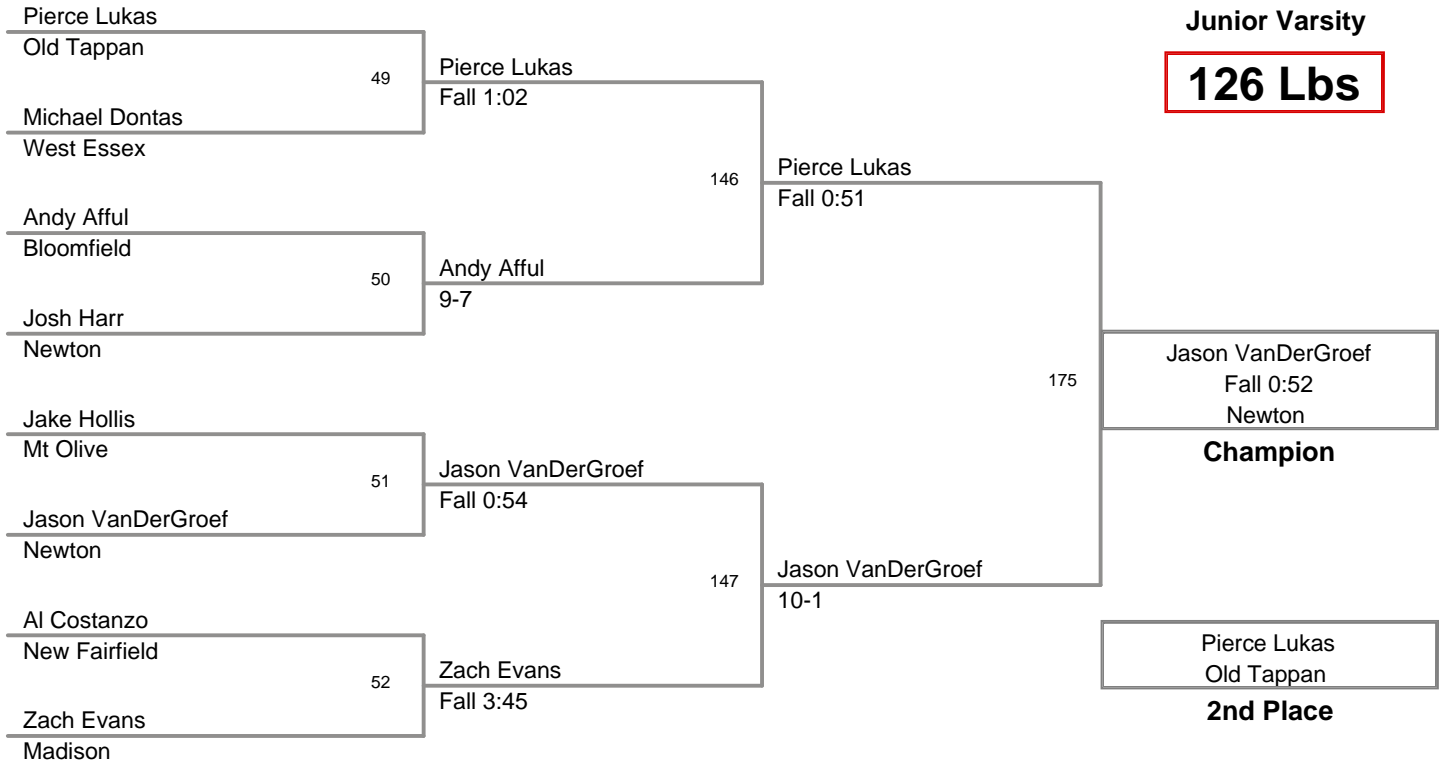 Pierce Lukas
Old Tappan
49
Michael Dontas
West Essex
Andy Afful
Bloomfield
50
Josh Harr
Newton
Jake Hollis
Mt Olive
51
Jason VanDerGroef
Newton
Al Costanzo
New Fairfield
52
Zach Evans
Madison
Pierce Lukas
Fall 1:02
146
Andy Afful
9-7
Jason VanDerGroef
Fall 0:54
147
Zach Evans
Fall 3:45
Pierce Lukas
Fall 0:51
175
Jason VanDerGroef
10-1
Junior Varsity
126 Lbs
Jason VanDerGroef
Fall 0:52
Newton
Champion
Pierce Lukas
Old Tappan
2nd Place